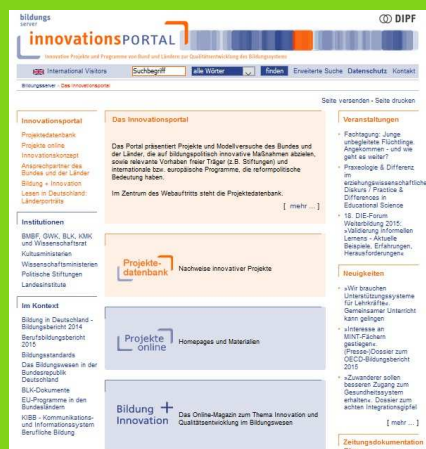 bildungs
server
DIPF
innovationsPORTAL
Innovative Projekte und Programme von Bund und Ländern zur Qualitätsentwicklung des Bildungssystems
International Visitors
Suchbegriff
alle Wörter
finden
Erweiterte Suche Datenschutz Kontakt
Bildungsserver - Das Innovationsportal
Seite versenden - Seite drucken
Innovationsportal
Projektedatenbank
Projekte online
Innovationskonzept
Ansprechpartner des
Bundes und der Länder
Bildung + Innovation
Lesen in Deutschland:
Länderporträts
Institutionen
BMBF, GWK, BLK, KMK
und Wissenschaftsrat
Kultusministerien
Wissenschaftsministerien
Politische Stiftungen
Landesinstitute
Im Kontext
Bildung in Deutschland -
Bildungsbericht 2014
Berufsbildungsbericht
2015
Bildungsstandards
Das Bildungswesen in der
Bundesrepublik
Deutschland
BLK-Dokumente
EU-Programme in den
Bundesländern
KIBB - Kommunikations-
und Informationssystem
Berufliche Bildung
Das Innovationsportal
Das Portal präsentiert Projekte und Modellversuche des Bundes und
der Länder, die auf bildungspolitisch innovative Maßnahmen abzielen,
sowie relevante Vorhaben freier Träger (z.B. Stiftungen) und
internationale bzw. europäische Programme, die reformpolitische
Bedeutung haben.
Im Zentrum des Webauftritts steht die Projektedatenbank.
[ mehr ... ]
Projekte-
datenbank
Nachweise innovativer Projekte
Projekte
online
Homepages und Materialien
Bildung +
Innovation
Das Online-Magazin zum Thema Innovation und
Qualitätsentwicklung im Bildungswesen
Veranstaltungen
Fachtagung: Junge
unbegleitete Flüchtlinge.
Angekommen - und wie
geht es weiter?
Praxeologie & Differenz
im
erziehungswissenschaftliche
Diskurs / Practice &
Differences in
Educational Science
18. DIE-Forum
Weiterbildung 2015:
»Validierung informellen
Lernens - Aktuelle
Beispiele, Erfahrungen,
Herausforderungen«
Neuigkeiten
»Wir brauchen
Unterstützungssysteme
für Lehrkräfte«.
Gemeinsamer Unterricht
kann gelingen
»Interesse an
MINT-Fächern
gestiegen«.
(Presse-)Dossier zum
OECD-Bildungsbericht
2015
»Zuwanderer sollen
besseren Zugang zum
Gesundheitssystem
erhalten«. Dossier zum
achten Integrationsgipfel
[ mehr ... ]
Zeitungsdokumentation